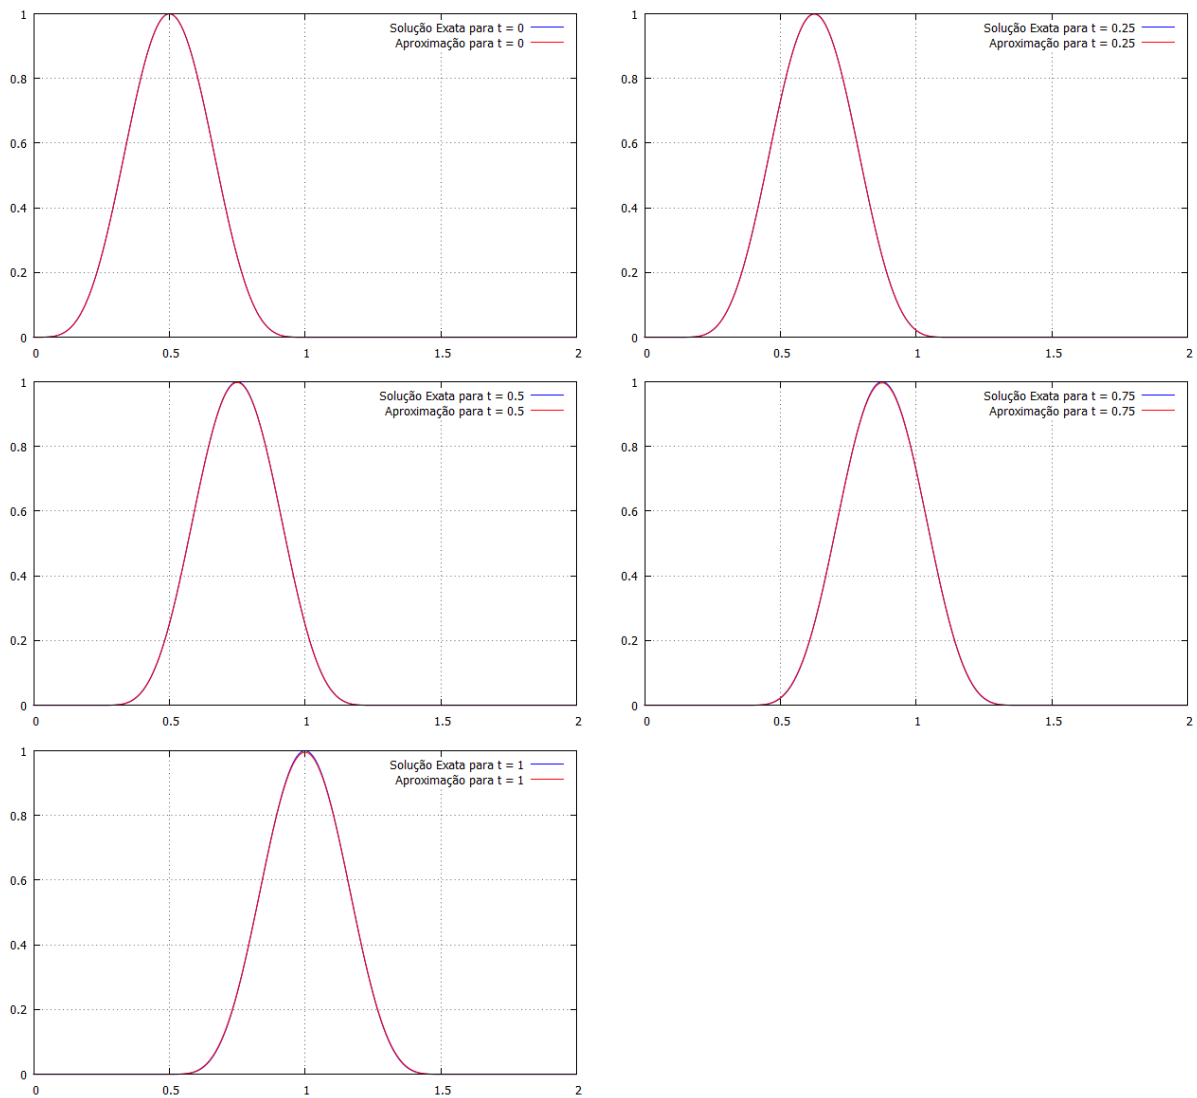 Solução Exata para t = 0
Aproximação para t = 0
1
0.8
0.6
0.4
0.2
0
0 0.5 1 1.5 2
Solução Exata para t = 0.25
Aproximação para t = 0.25
1
0.8
0.6
0.4
0.2
0
0 0.5 1 1.5 2
Solução Exata para t = 0.5
Aproximação para t = 0.5
1
0.8
0.6
0.4
0.2
0
0 0.5 1 1.5 2
Solução Exata para t = 0.75
Aproximação para t = 0.75
1
0.8
0.6
0.4
0.2
0
0 0.5 1 1.5 2
Solução Exata para t = 1
Aproximação para t = 1
1
0.8
0.6
0.4
0.2
0
0 0.5 1 1.5 2